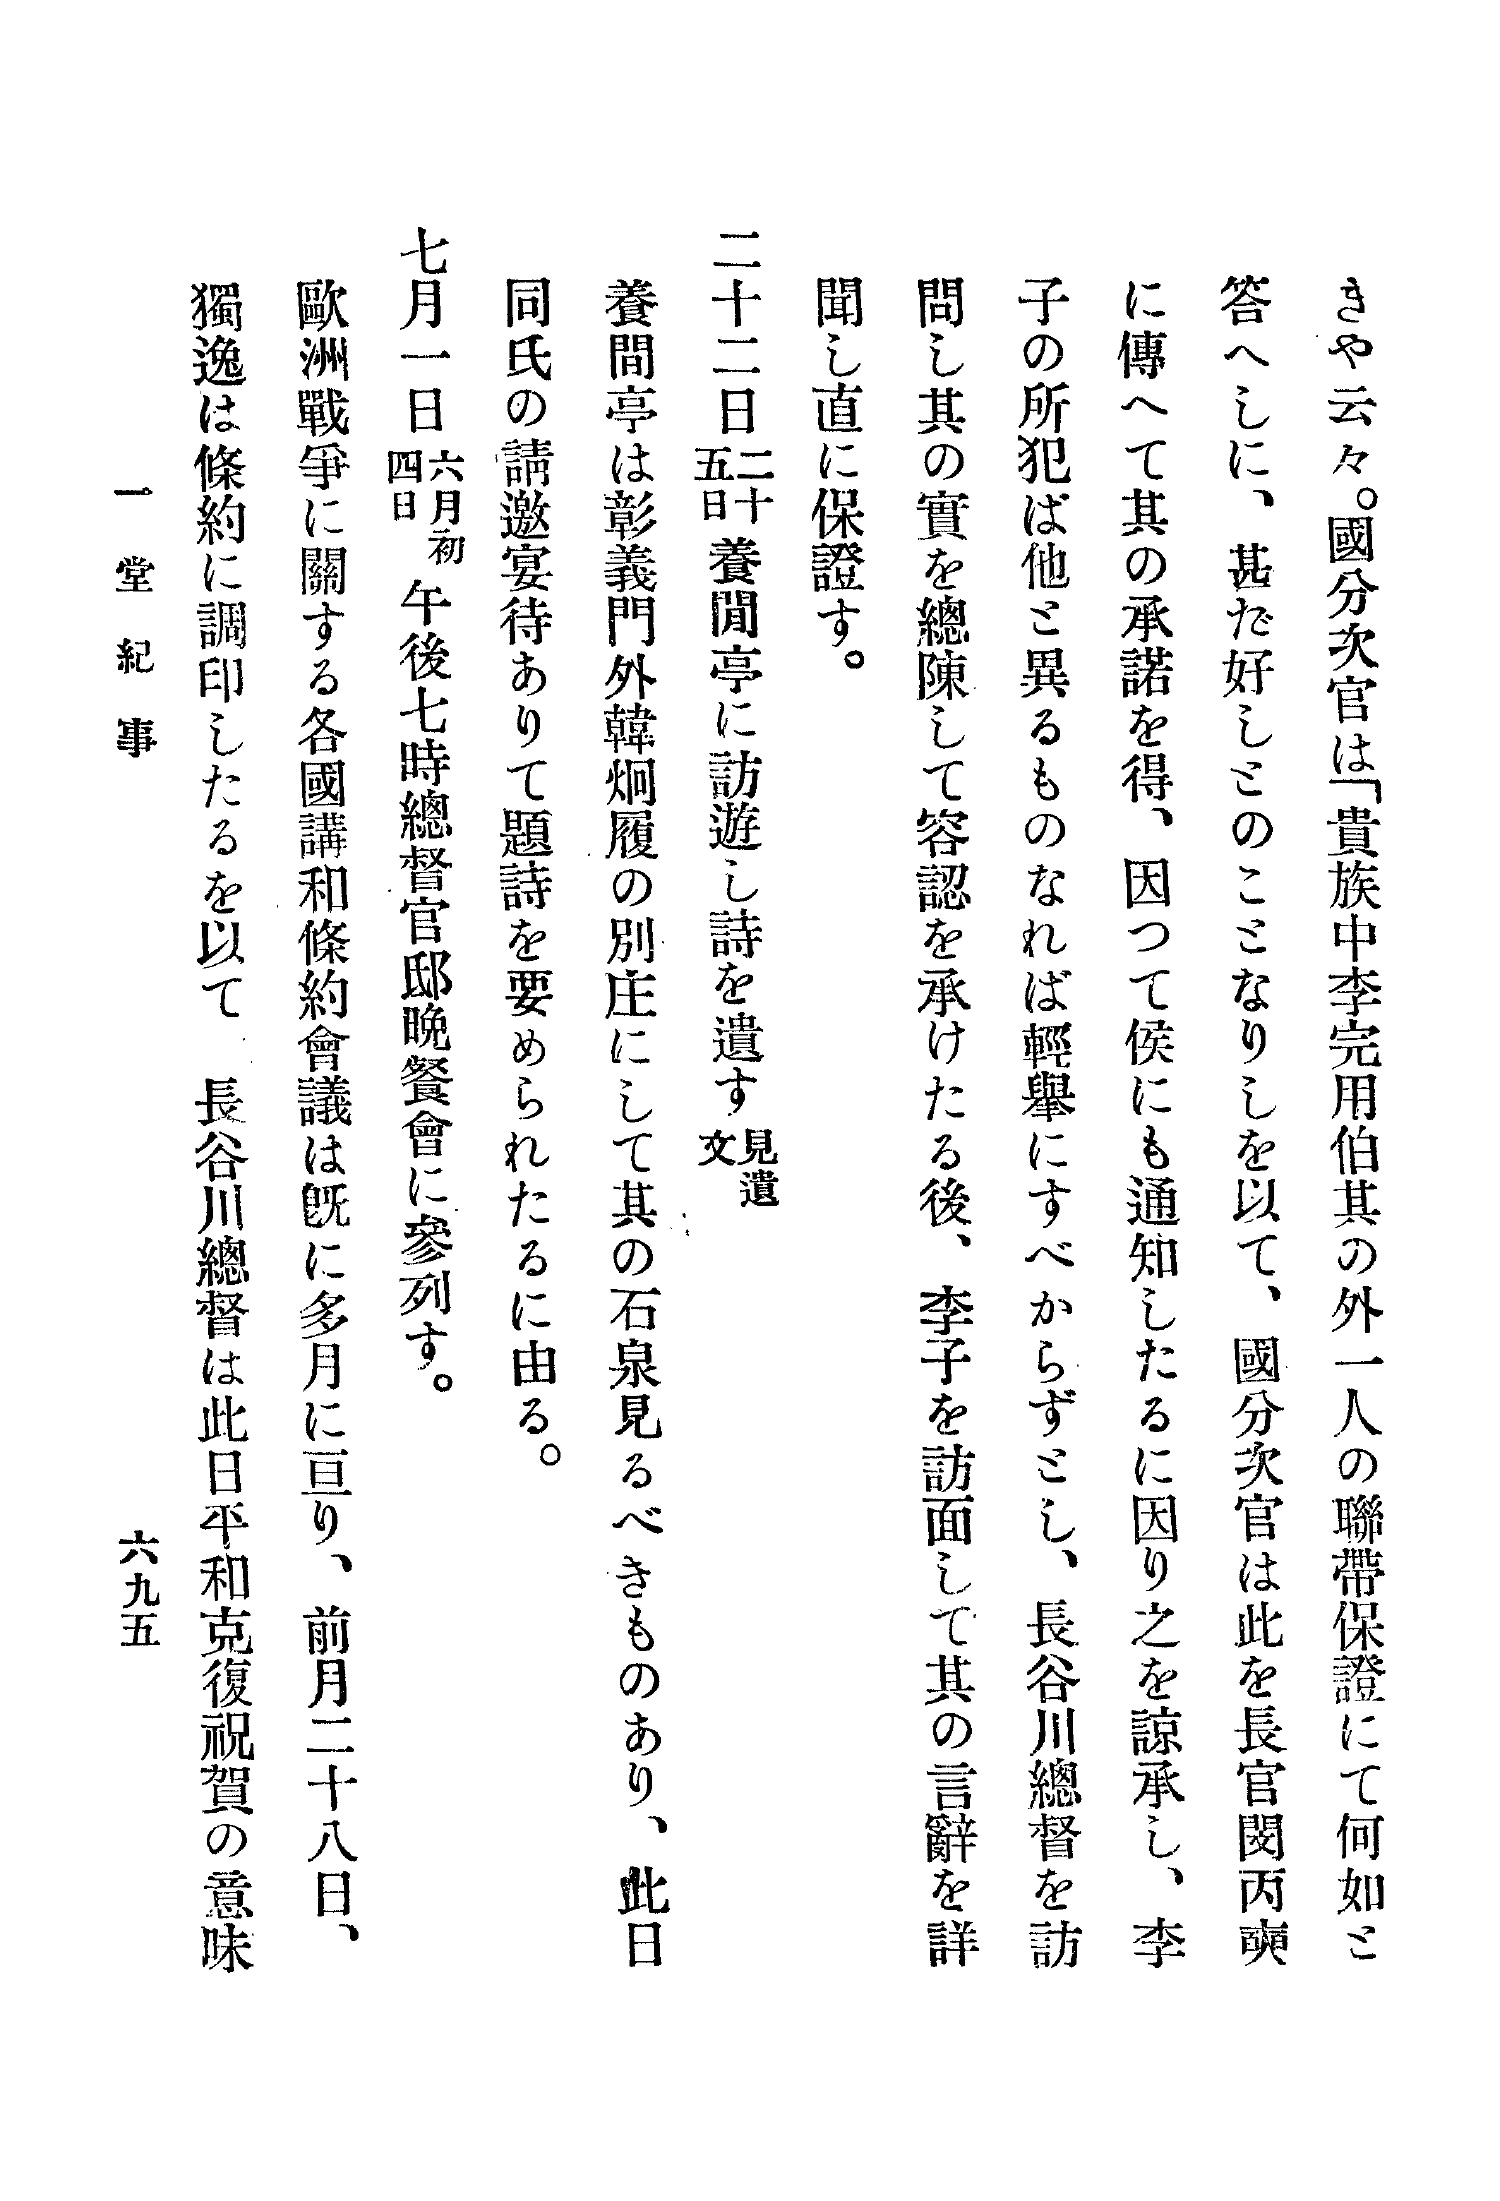 きや云々。國分次官は「貴族中李完用伯其の外一人の聯帶保證にて何如と
答へしに、甚だ好しとのことなりしを以て、國分次官は此を長官閔丙奭
に傳へて其の承諾を得、因つて侯にも通知したるに因り之を諒承し、李
子の所犯ば他と異るものなれば輕擧にすべからずとし、長谷川總督を訪
問し其の實を總陳して容認を承けたる後、李子を訪面して其の言辭を詳
聞し直に保證す。
二十二日二十五日養閒亭に訪遊し詩を遺す見遺文
養間亭は彰義門外韓炯履の別庄にして其の石泉見るべきものあり、此日
同氏の請邀宴待ありて題詩を要められたるに由る。
七月一日六月初四日午後七時總督官邸晩餐會に參列す。
歐洲戰爭に關する各國講和條約會議は既に多月に亘り、前月二十八日、
獨逸は條約に調印したるを以て 長谷川總督は此日平和克復祝賀の意味
一堂紀事
六九五